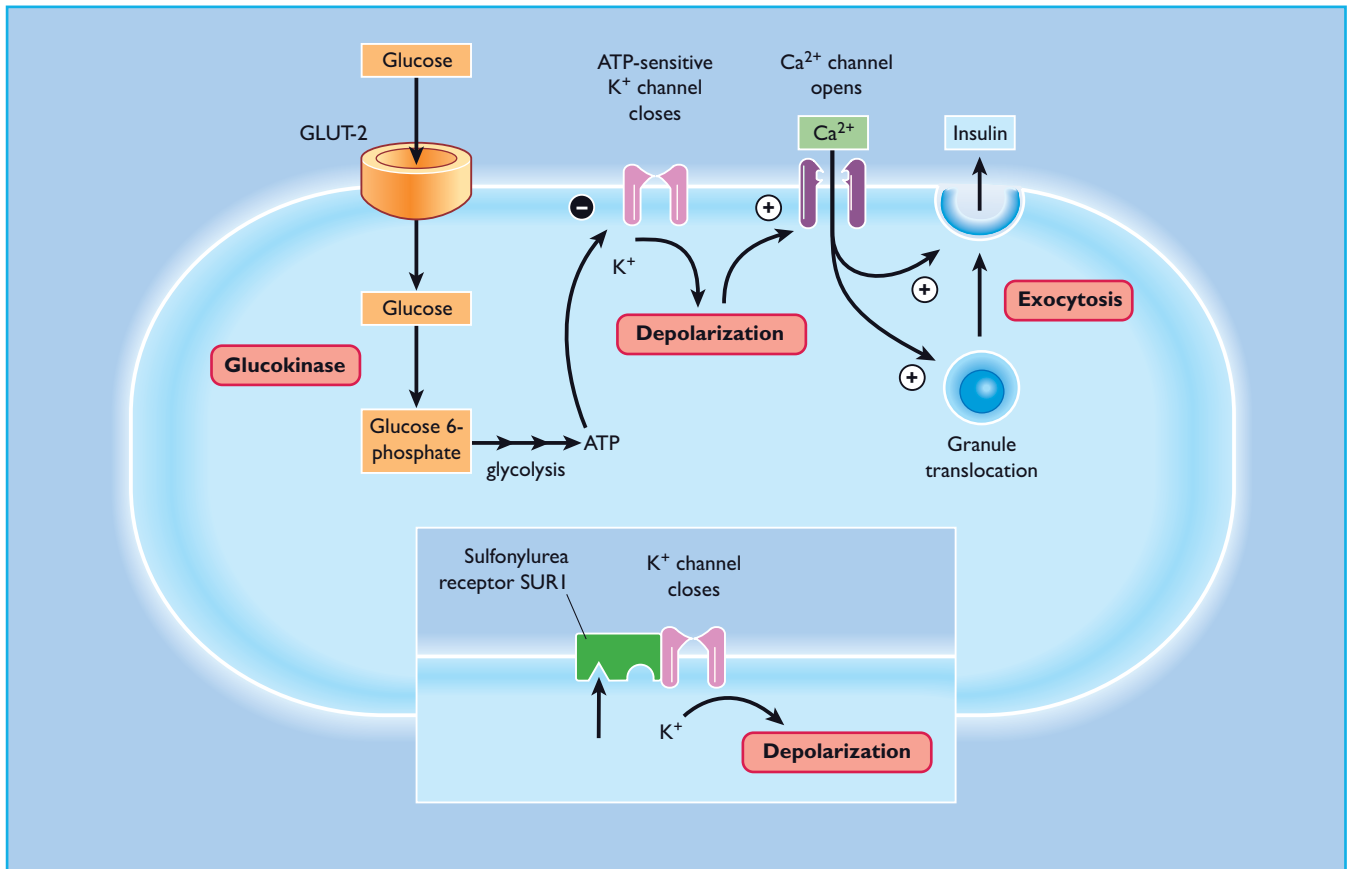 Glucose
GLUT-2
Glucose
Glucokinase
Glucose 6-
phosphate
glycolysis
ATP
ATP-sensitive
K⁺ channel
closes
−
K⁺
Depolarization
+
Ca²⁺ channel
opens
Ca²⁺
+
+
Insulin
Exocytosis
Granule
translocation
Sulfonylurea
receptor SUR1
K⁺ channel
closes
K⁺
Depolarization